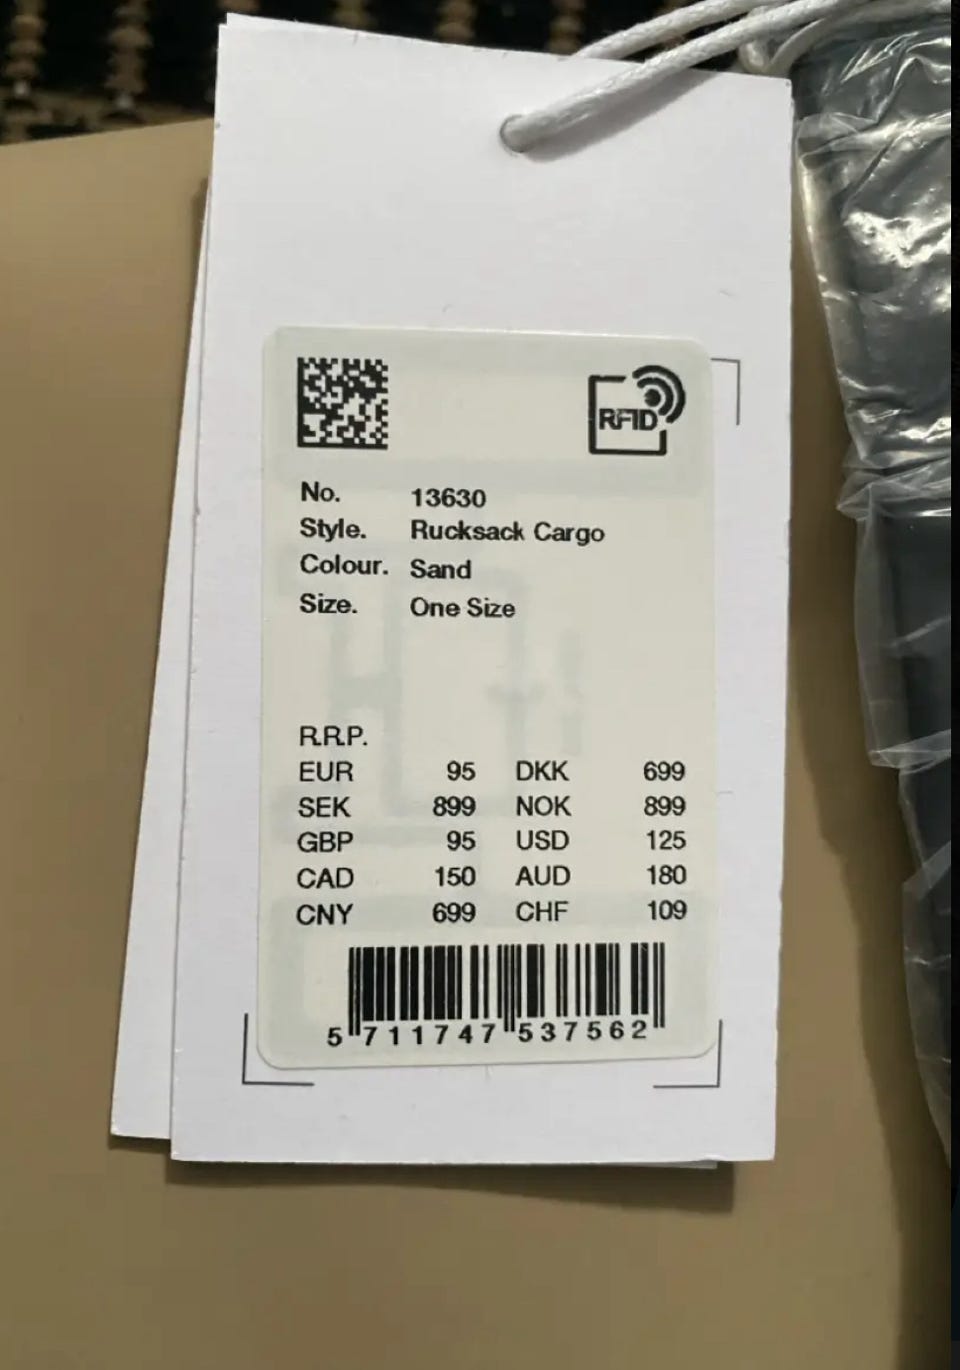 RFID
No. 13630
Style. Rucksack Cargo
Colour. Sand
Size. One Size
R.R.P.
EUR 95 DKK 699
SEK 899 NOK 899
GBP 95 USD 125
CAD 150 AUD 180
CNY 699 CHF 109
5 711747 537562